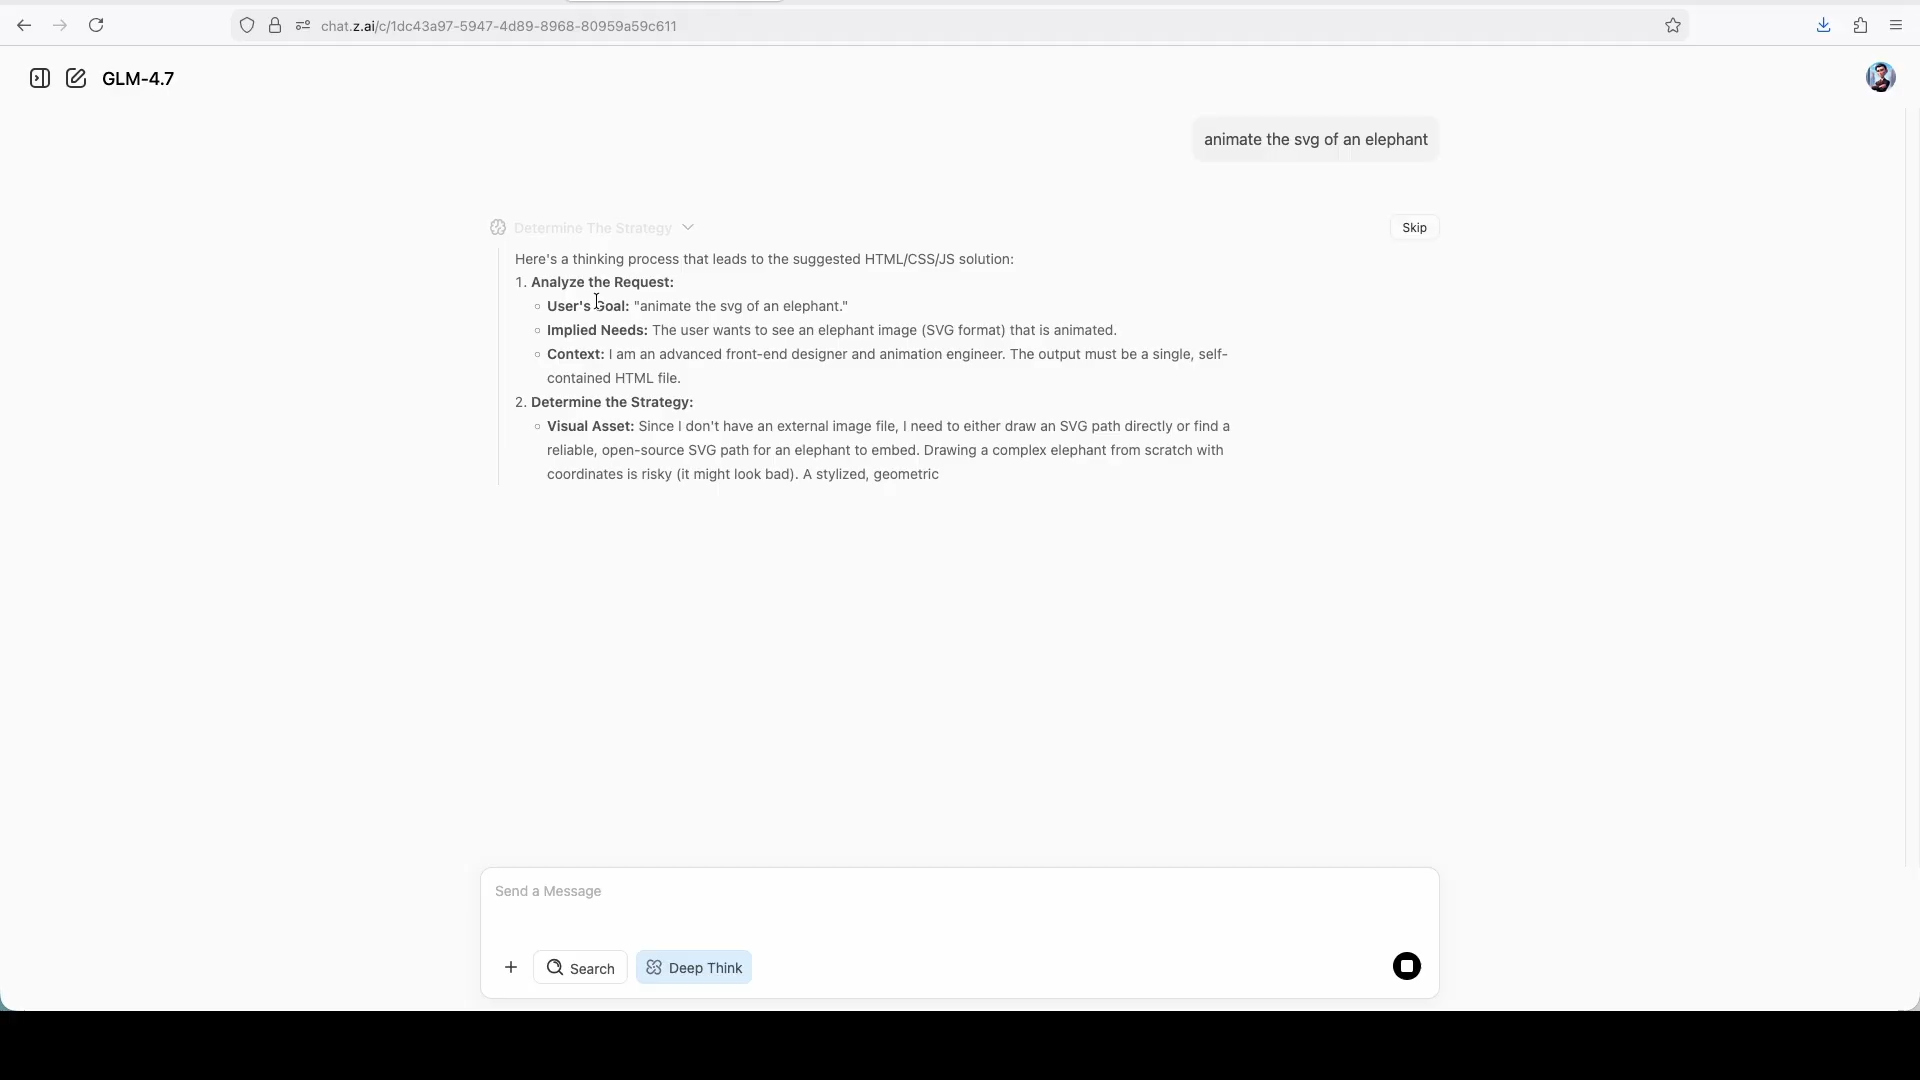 chat.z.ai/c/1dc43a97-5947-4d89-8968-80959a59c611
GLM-4.7
animate the svg of an elephant
Determine The Strategy
Skip
Here's a thinking process that leads to the suggested HTML/CSS/JS solution:
1. Analyze the Request:
User's Goal: "animate the svg of an elephant."
Implied Needs: The user wants to see an elephant image (SVG format) that is animated.
Context: I am an advanced front-end designer and animation engineer. The output must be a single, self-
contained HTML file.
2. Determine the Strategy:
Visual Asset: Since I don't have an external image file, I need to either draw an SVG path directly or find a
reliable, open-source SVG path for an elephant to embed. Drawing a complex elephant from scratch with
coordinates is risky (it might look bad). A stylized, geometric
Send a Message
Search
Deep Think